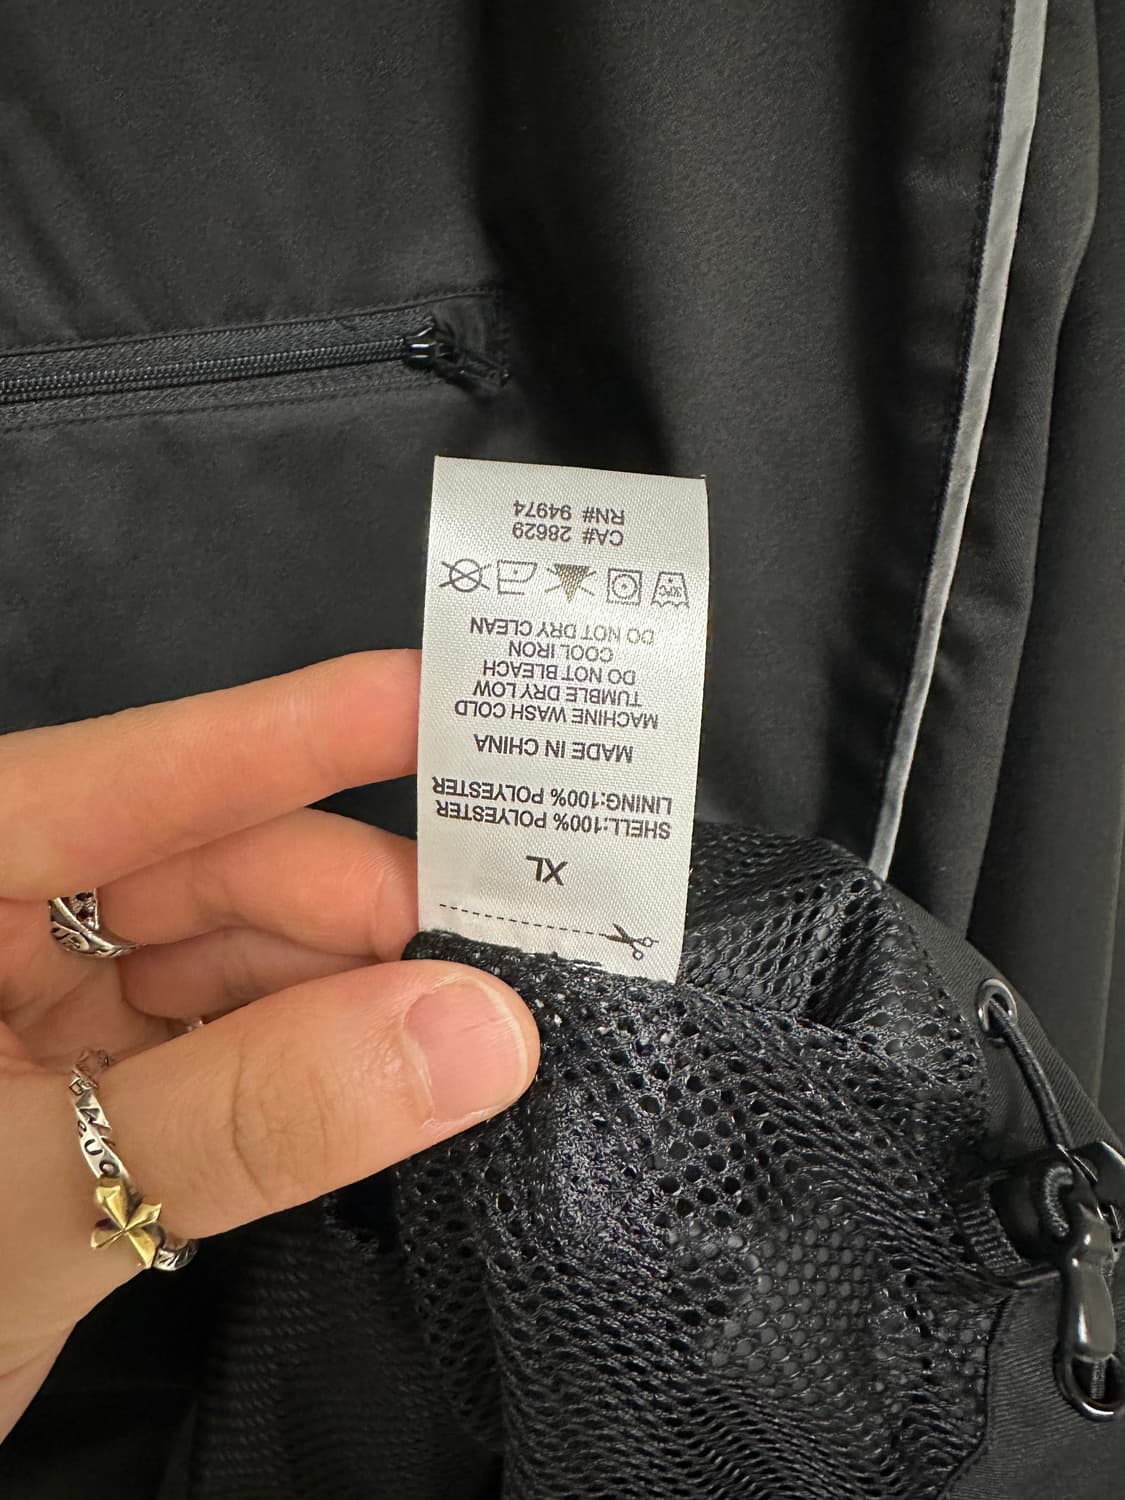 XL
SHELL:100% POLYESTER
LINING:100% POLYESTER
MADE IN CHINA
MACHINE WASH COLD
TUMBLE DRY LOW
DO NOT BLEACH
COOL IRON
DO NOT DRY CLEAN
30°C
CA# 28629
RN# 94974